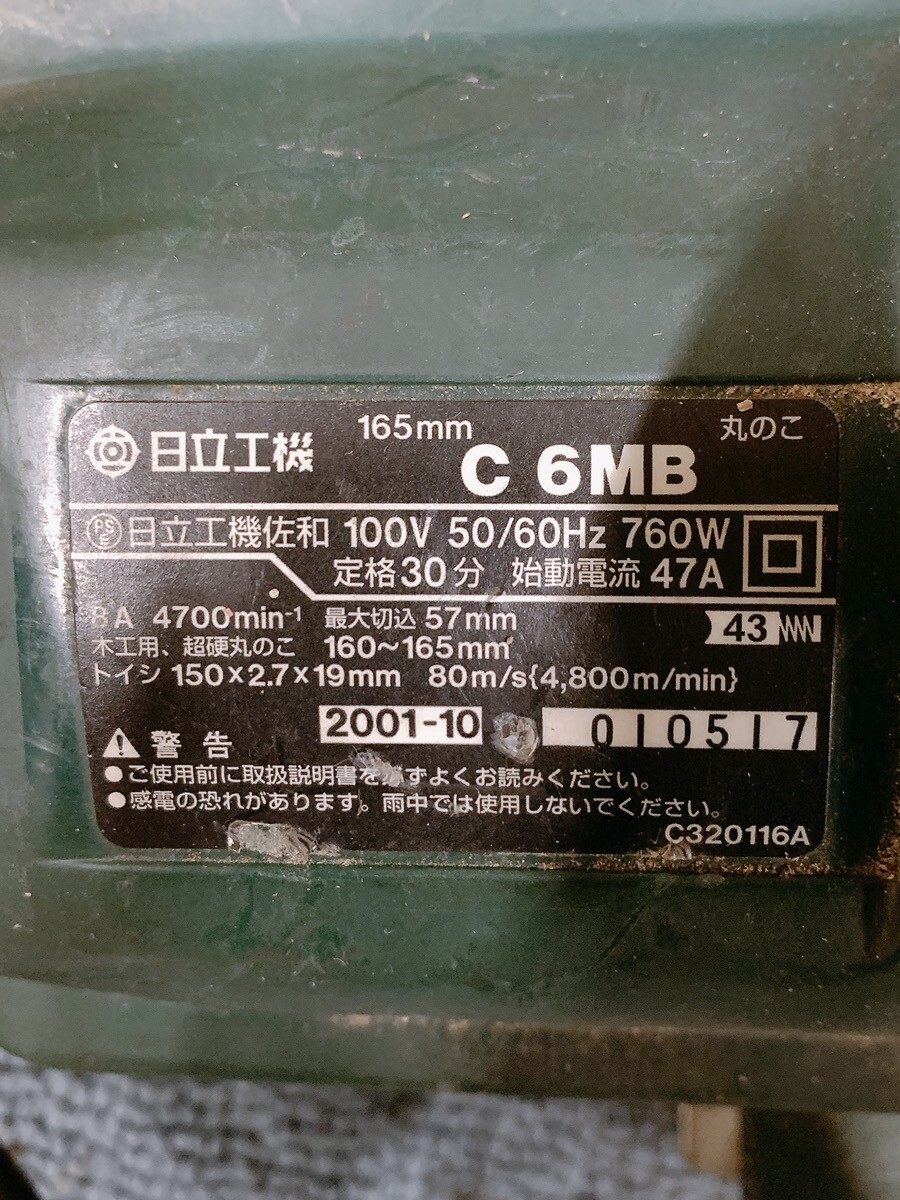 165mm 丸のこ
日立工機 C 6MB
PS E 日立工機佐和 100V 50/60Hz 760W
定格30分 始動電流 47A
8A 4700min⁻¹ 最大切込 57mm 43
木工用、超硬丸のこ 160～165mm
トイシ 150×2.7×19mm 80m/s{4,800m/min}
2001-10 010517
警告
●ご使用前に取扱説明書を必ずよくお読みください。
●感電の恐れがあります。雨中では使用しないでください。
C320116A